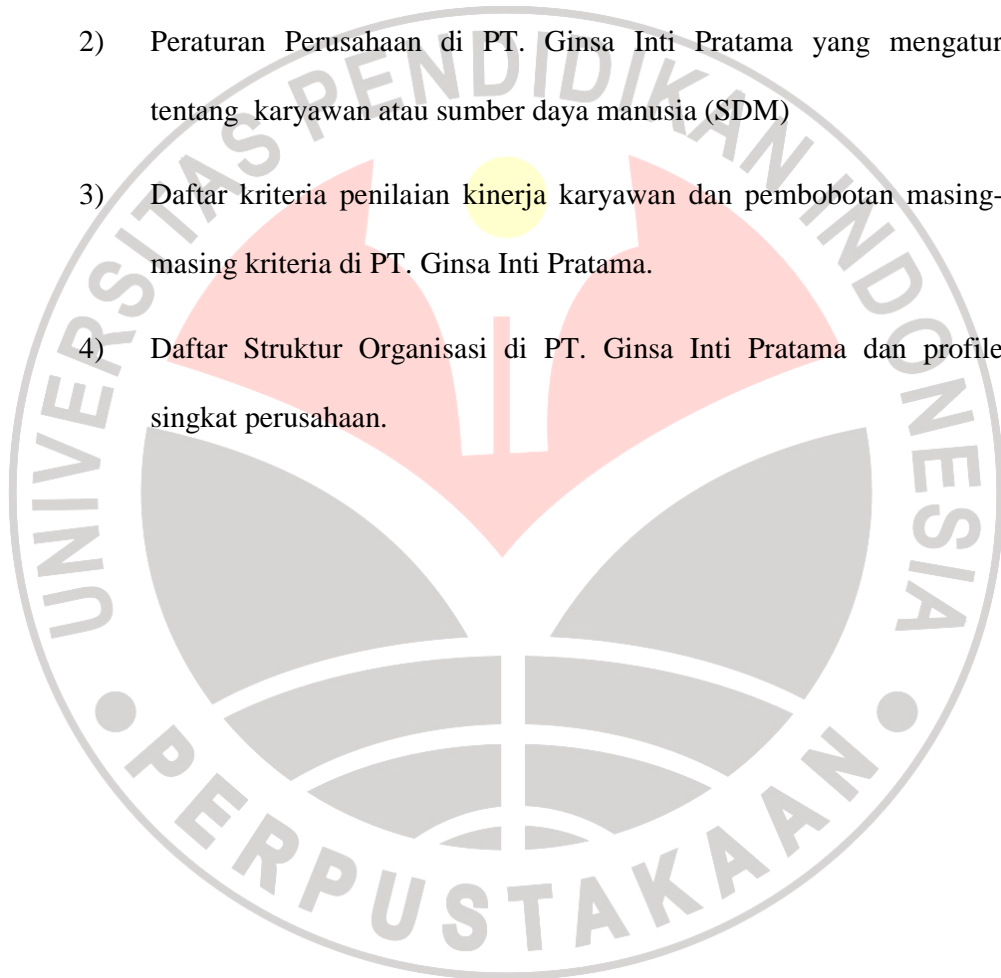 2) Peraturan Perusahaan di PT. Ginsa Inti Pratama yang mengatur
tentang karyawan atau sumber daya manusia (SDM)
3) Daftar kriteria penilaian kinerja karyawan dan pembobotan masing-
masing kriteria di PT. Ginsa Inti Pratama.
4) Daftar Struktur Organisasi di PT. Ginsa Inti Pratama dan profile
singkat perusahaan.
UNIVERSITAS PENDIDIKAN INDONESIA
PERPUSTAKAAN